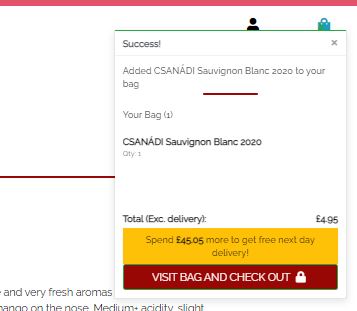 Success! ×
Added CSANÁDI Sauvignon Blanc 2020 to your
bag
Your Bag (1)
CSANÁDI Sauvignon Blanc 2020
Qty: 1
Total (Exc. delivery): £4.95
Spend £45.05 more to get free next day
delivery!
VISIT BAG AND CHECK OUT
and very fresh aromas
mango on the nose. Medium+ acidity, slight